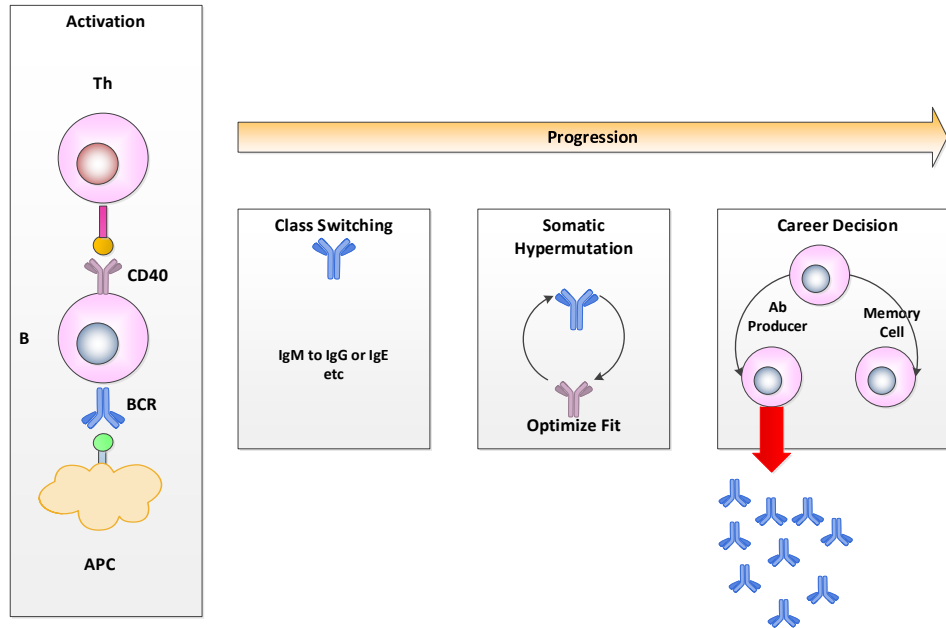 Activation
Th
CD40
B
BCR
APC
Progression
Class Switching
IgM to IgG or IgE
etc
Somatic
Hypermutation
Optimize Fit
Career Decision
Ab
Producer
Memory
Cell